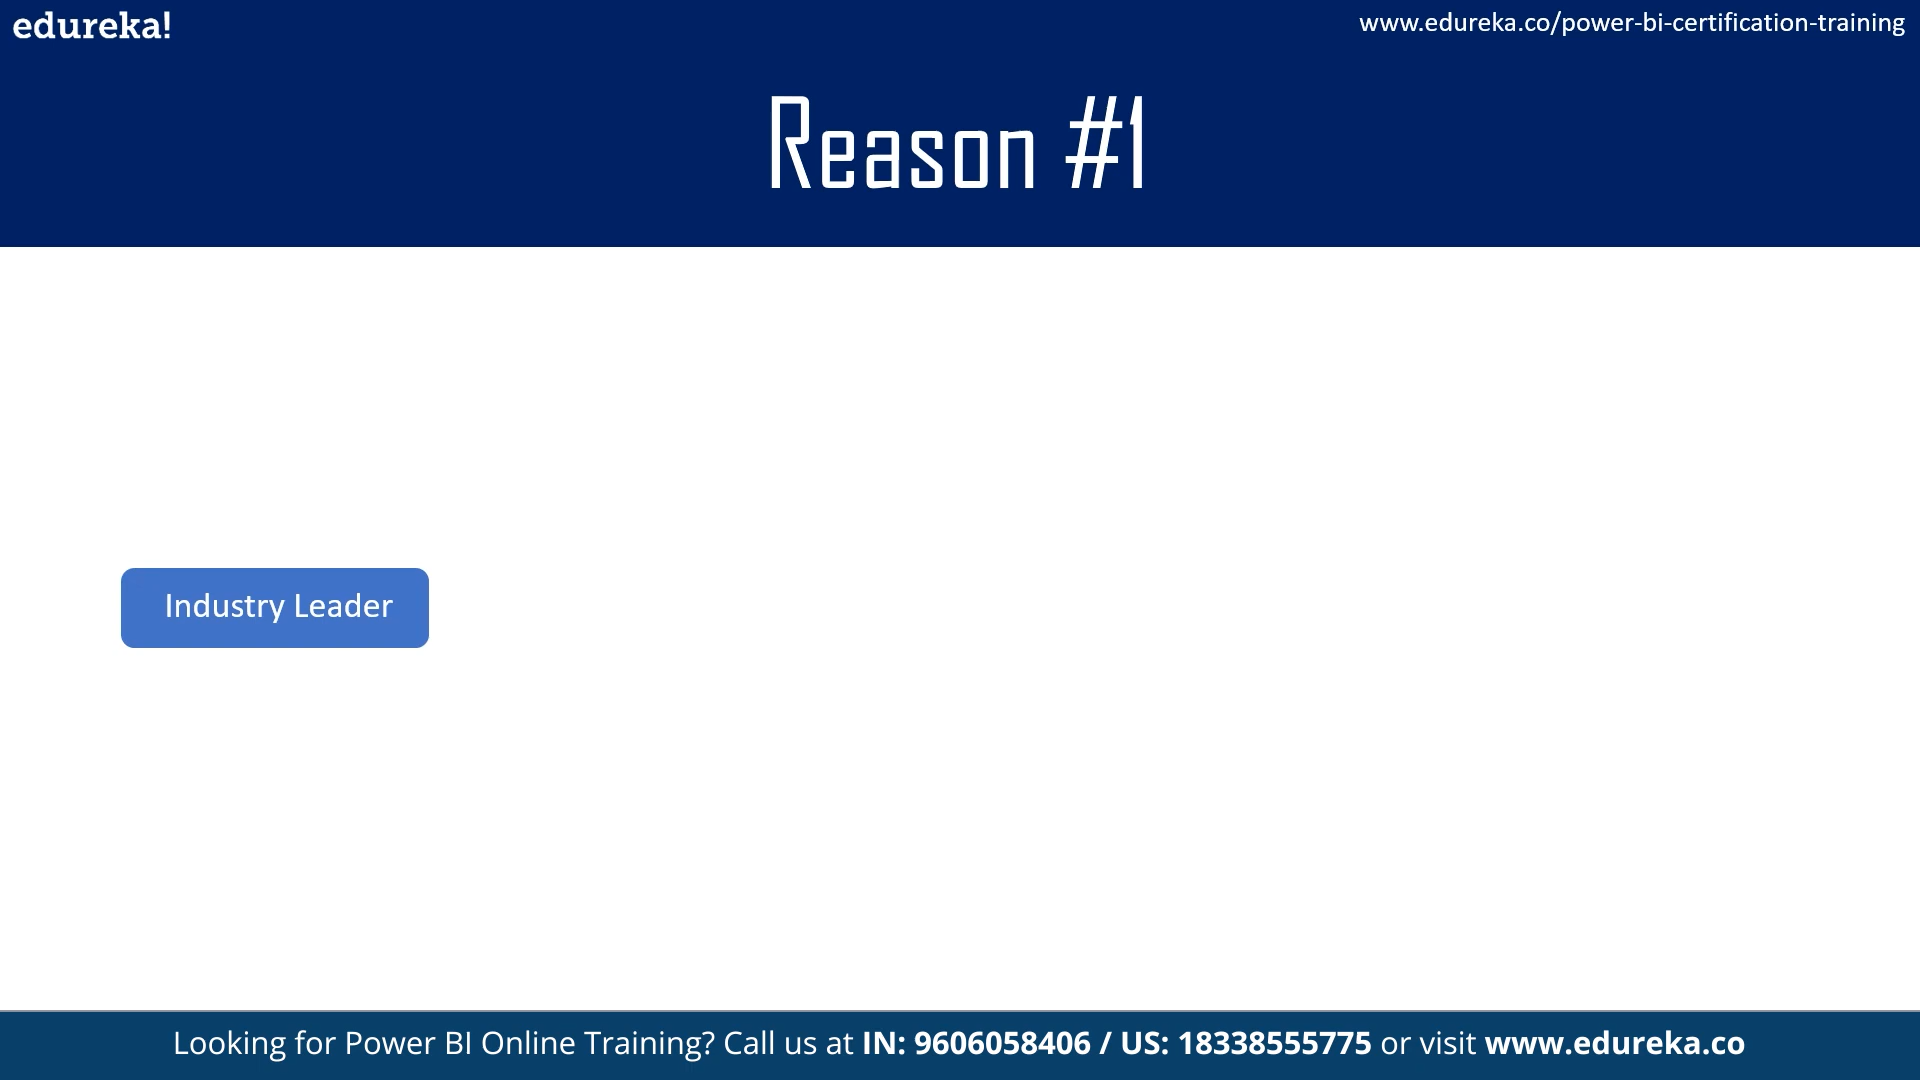 edureka!
www.edureka.co/power-bi-certification-training
Reason #1
Industry Leader
Looking for Power BI Online Training? Call us at IN: 9606058406 / US: 18338555775 or visit www.edureka.co